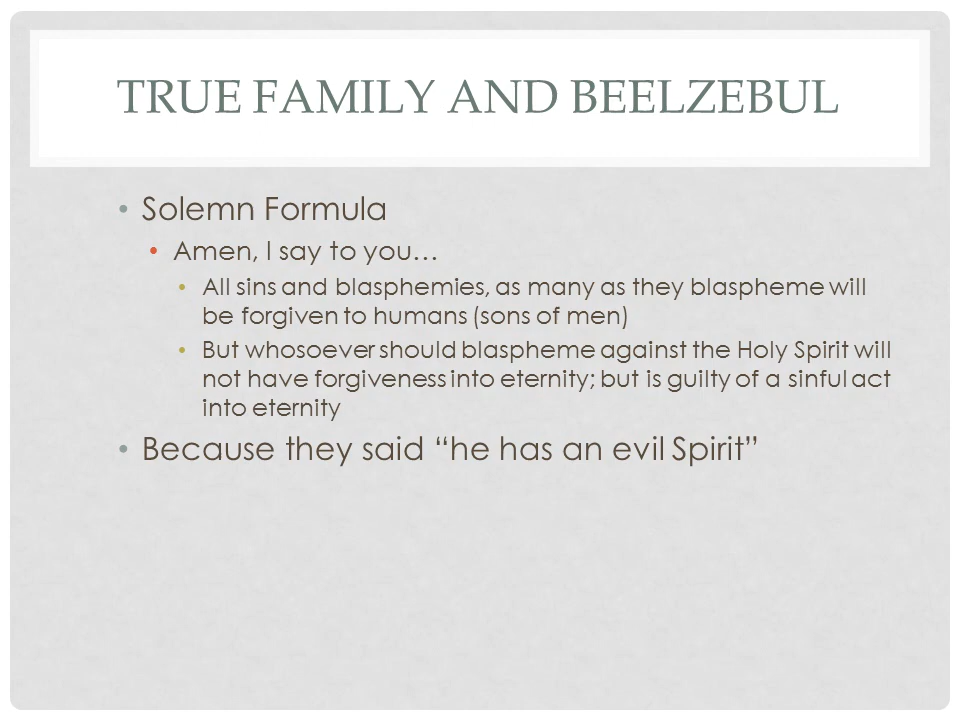 TRUE FAMILY AND BEELZEBUL
• Solemn Formula
• Amen, I say to you…
• All sins and blasphemies, as many as they blaspheme will
be forgiven to humans (sons of men)
• But whosoever should blaspheme against the Holy Spirit will
not have forgiveness into eternity; but is guilty of a sinful act
into eternity
• Because they said “he has an evil Spirit”